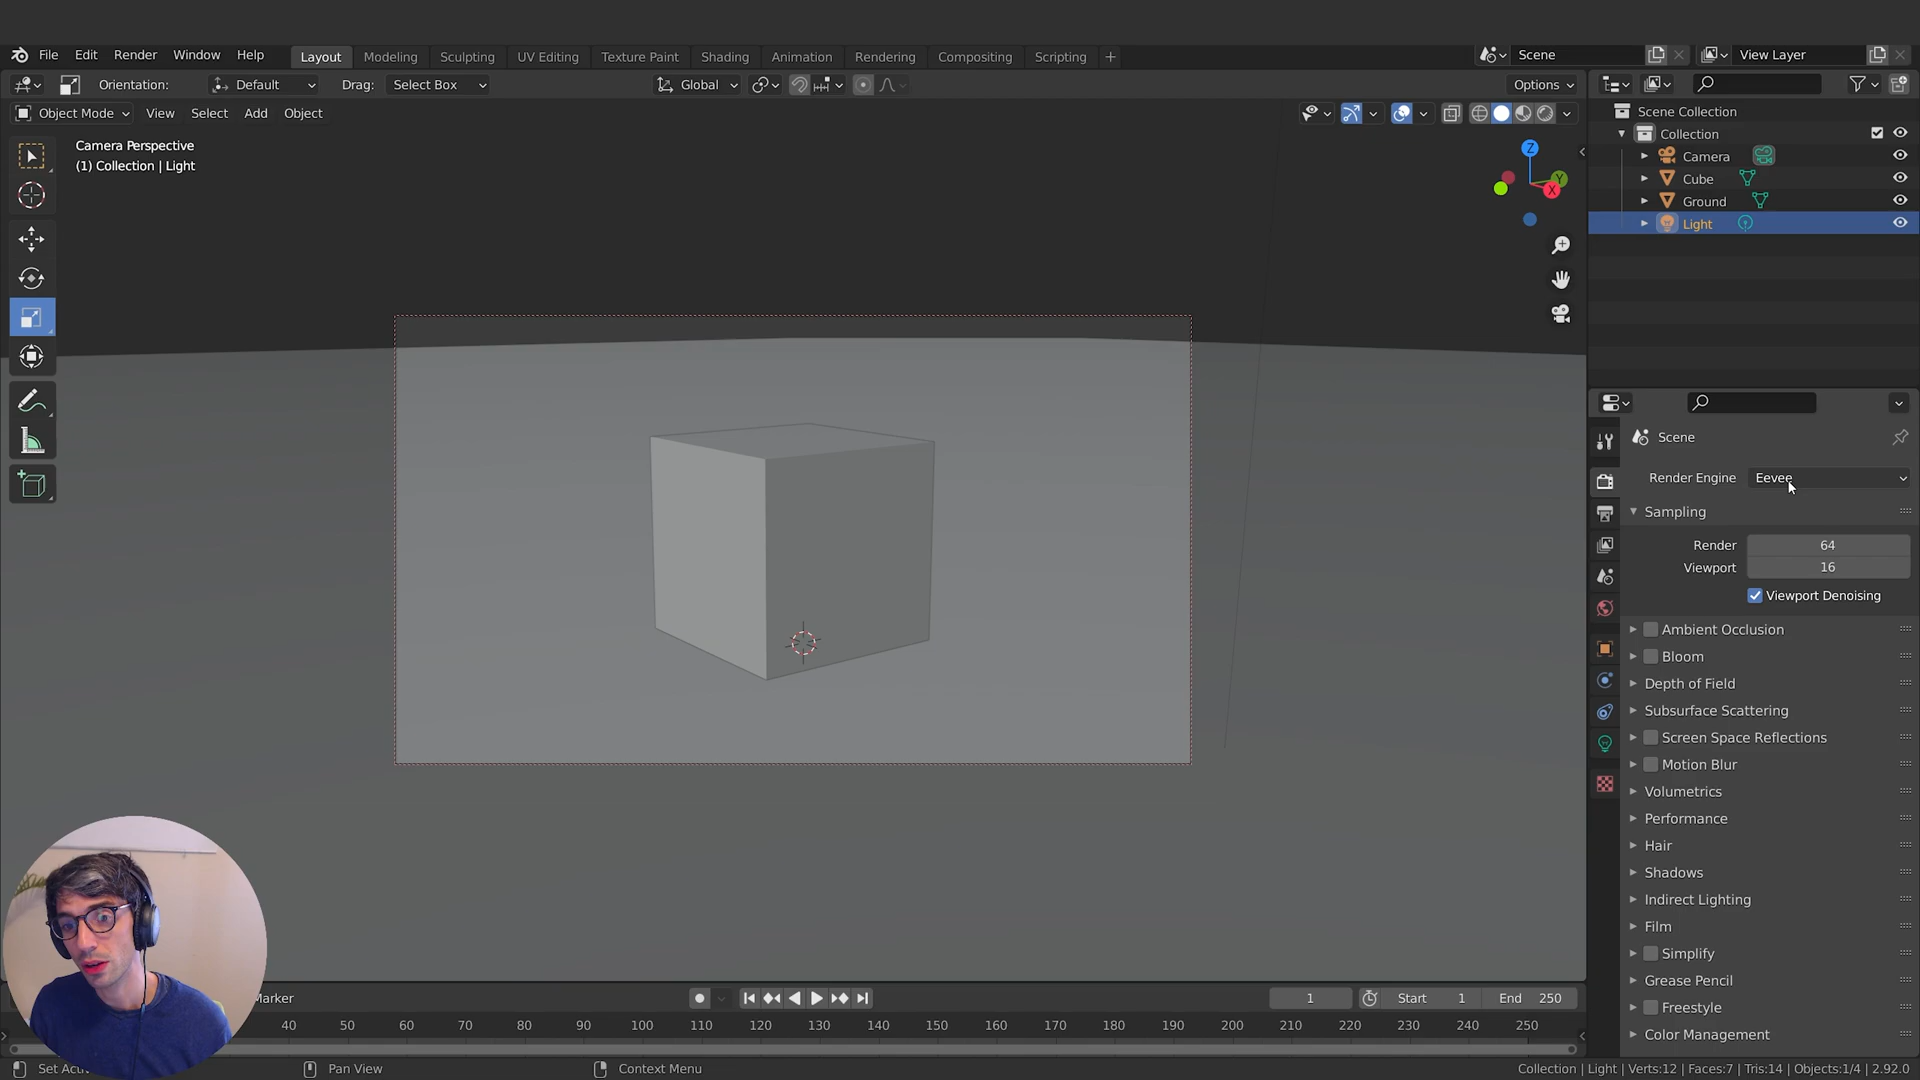 File Edit Render Window Help Layout Modeling Sculpting UV Editing Texture Paint Shading Animation Rendering Compositing Scripting + Scene View Layer
Orientation: Default Drag: Select Box Global Options
Object Mode View Select Add Object
Camera Perspective
(1) Collection | Light
Z
Y
X
Scene Collection
Collection
Camera
Cube
Ground
Light
Scene
Render Engine Eevee
Sampling
Render 64
Viewport 16
Viewport Denoising
Ambient Occlusion
Bloom
Depth of Field
Subsurface Scattering
Screen Space Reflections
Motion Blur
Volumetrics
Performance
Hair
Shadows
Indirect Lighting
Film
Simplify
Grease Pencil
Freestyle
Color Management
Marker 1 Start 1 End 250
40 50 60 70 80 90 100 110 120 130 140 150 160 170 180 190 200 210 220 230 240 250
Set Pan View Context Menu Collection | Light | Verts:12 | Faces:7 | Tris:14 | Objects:1/4 | 2.92.0